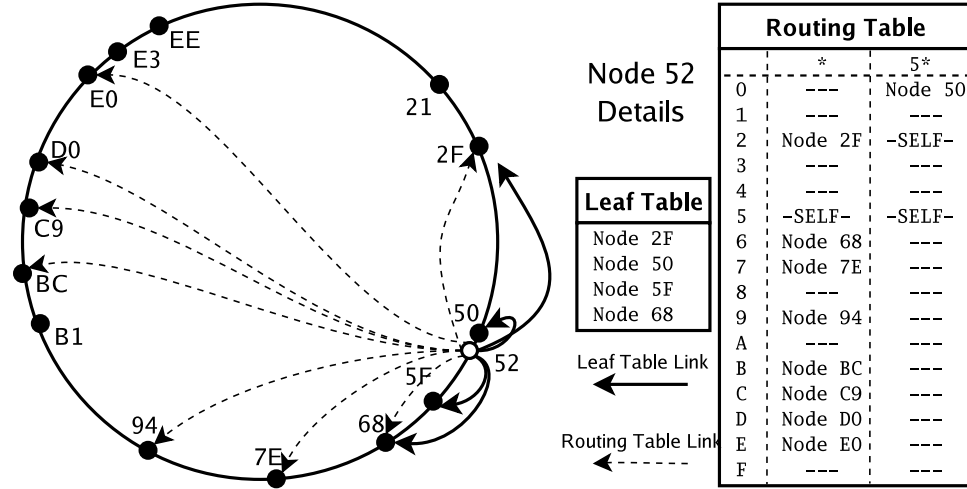 EE
E3
E0
D0
C9
BC
B1
94
7E
68
5F
52
50
2F
21
Node 52
Details
Leaf Table
Node 2F
Node 50
Node 5F
Node 68
Leaf Table Link
Routing Table Link
Routing Table
* 5*
0 --- Node 50
1 --- ---
2 Node 2F -SELF-
3 --- ---
4 --- ---
5 -SELF- -SELF-
6 Node 68 ---
7 Node 7E ---
8 --- ---
9 Node 94 ---
A --- ---
B Node BC ---
C Node C9 ---
D Node D0 ---
E Node E0 ---
F --- ---